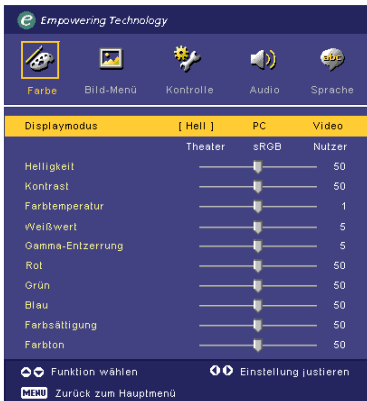 e Empowering Technology
Farbe Bild-Menü Kontrolle Audio Sprache
abc
Displaymodus [ Hell ] PC Video
Theater sRGB Nutzer
Helligkeit 50
Kontrast 50
Farbtemperatur 1
Weißwert 5
Gamma-Entzerrung 5
Rot 50
Grün 50
Blau 50
Farbsättigung 50
Farbton 50
Funktion wählen Einstellung justieren
MENU Zurück zum Hauptmenü